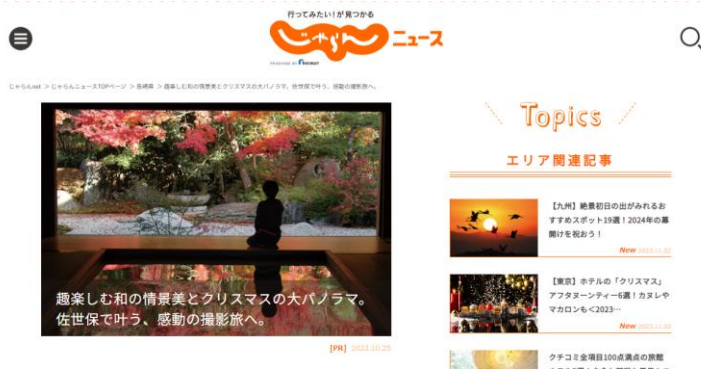 行ってみたい！が見つかる
じゃらん ニュース
PRODUCED BY RECRUIT
じゃらんnet ＞じゃらんニュースTOPページ ＞長崎県 ＞趣楽しむ和の情景美とクリスマスの大パノラマ。佐世保で叶う、感動の撮影旅へ。
趣楽しむ和の情景美とクリスマスの大パノラマ。
佐世保で叶う、感動の撮影旅へ。
[PR] 2023.10.25
Topics
エリア関連記事
【九州】絶景初日の出がみれるお
すすめスポット19選！2024年の幕
開けを祝おう！
New 2023.11.22
【東京】ホテルの「クリスマス」
アフタヌーンティー6選！カヌレや
マカロンも<2023…
New
クチコミ全項目100点満点の旅館